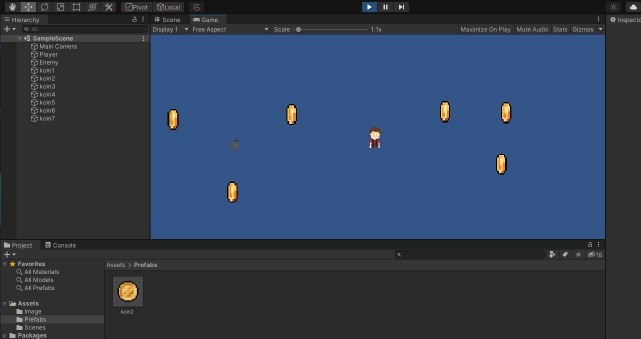 Pivot Local
Hierarchy Scene Game
All Display 1 Free Aspect Scale 1.1x Maximize On Play Mute Audio Stats Gizmos
Inspecto
SampleScene
Main Camera
Player
Enemy
koin1
koin2
koin3
koin4
koin5
koin6
koin7
Project Console
18
Favorites
All Materials
All Models
All Prefabs
Assets
Image
Prefabs
Scenes
Packages
Assets > Prefabs
koin2